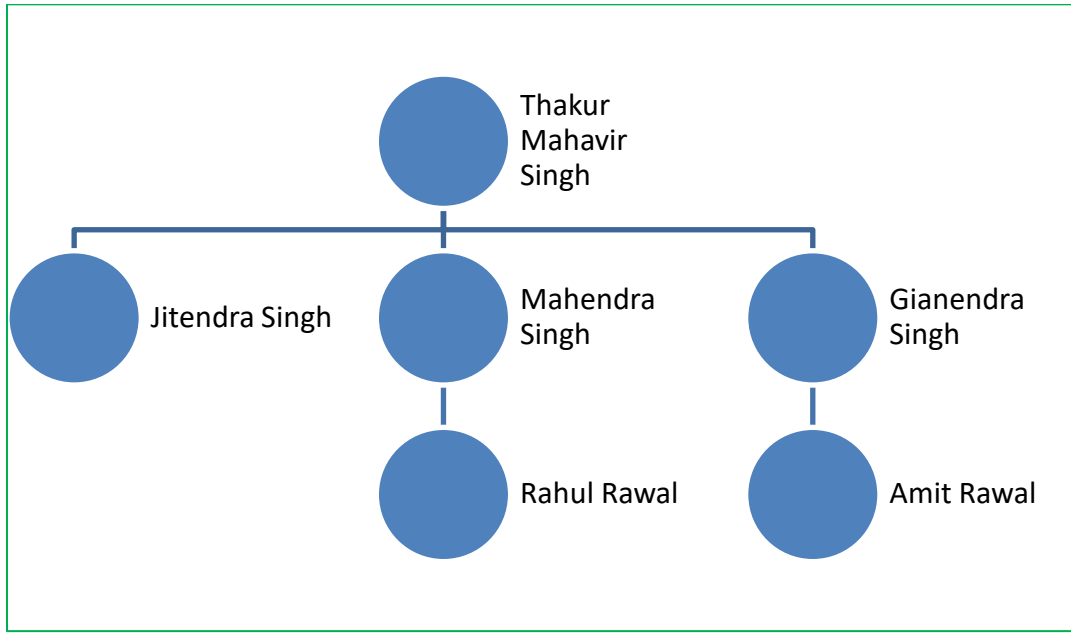 Thakur
Mahavir
Singh
Jitendra Singh
Mahendra
Singh
Gianendra
Singh
Rahul Rawal
Amit Rawal